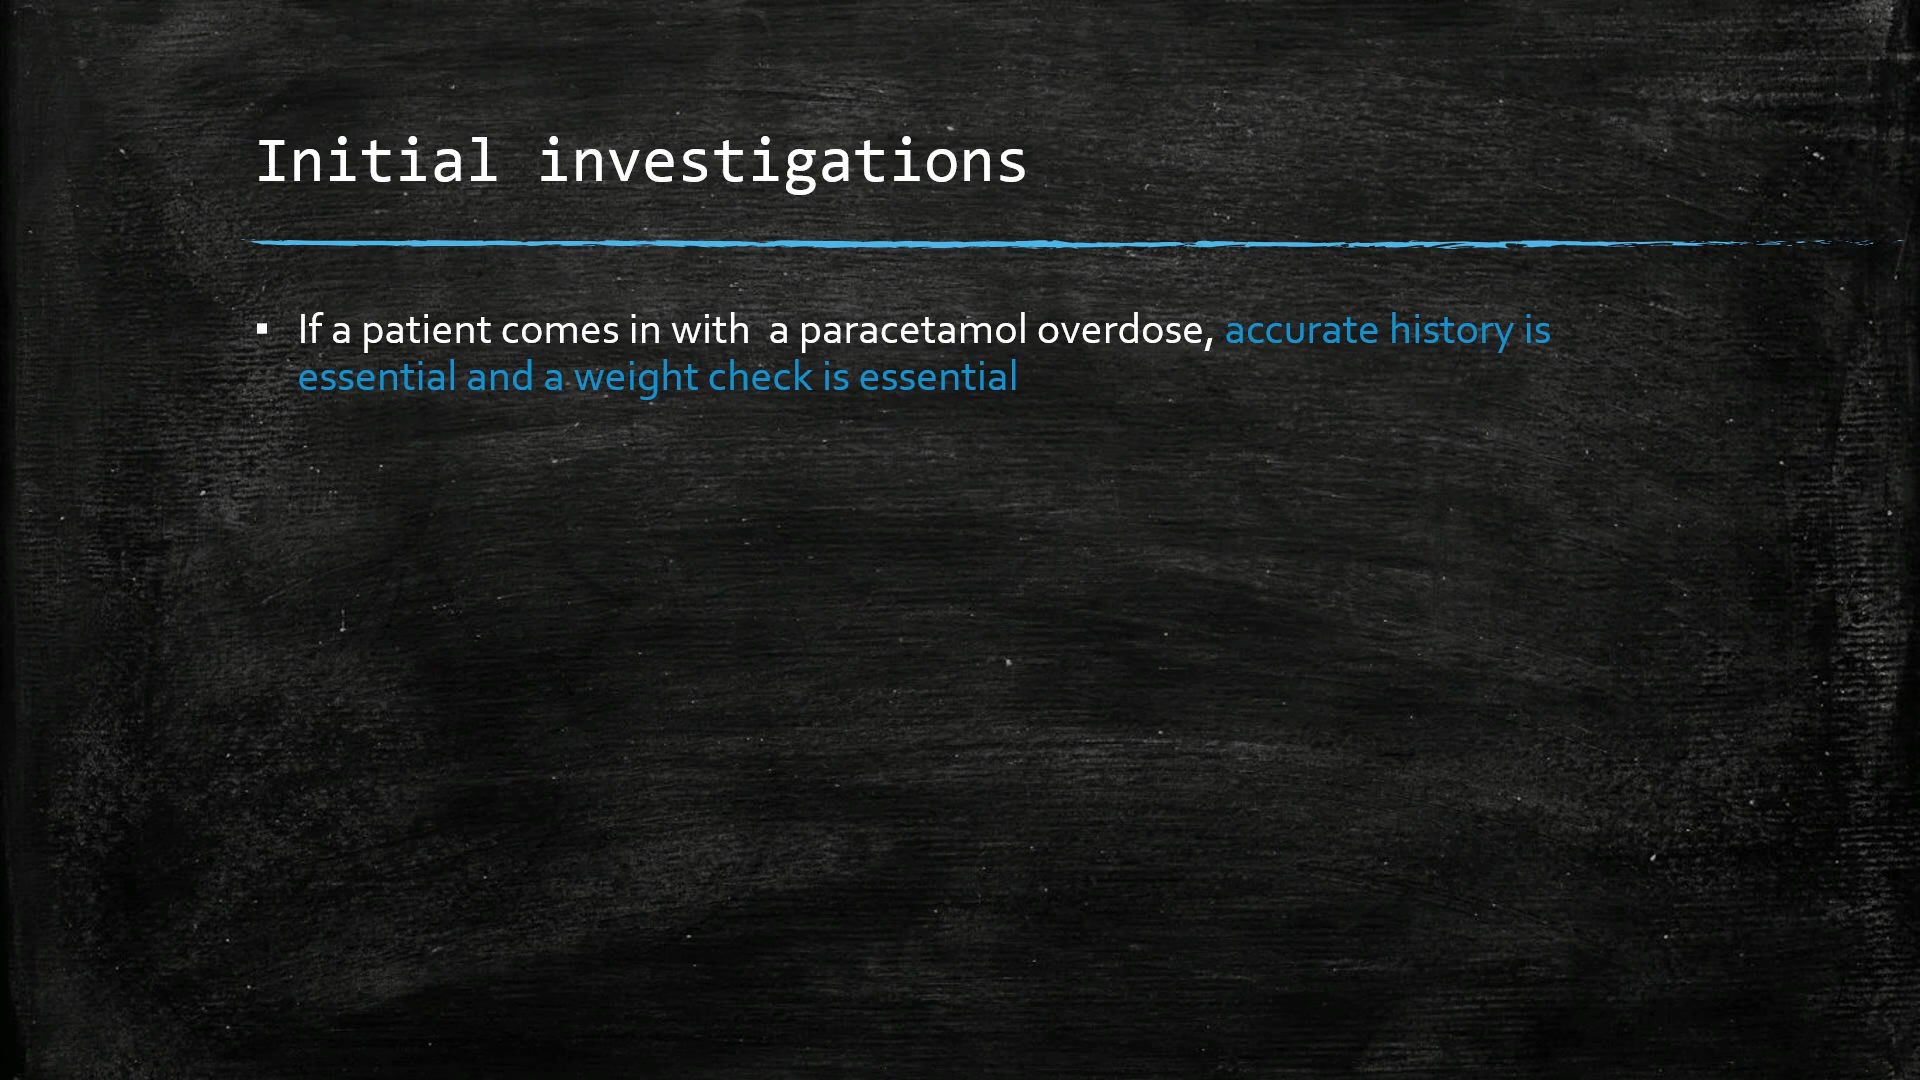 Initial investigations
▪ If a patient comes in with  a paracetamol overdose, accurate history is
essential and a weight check is essential